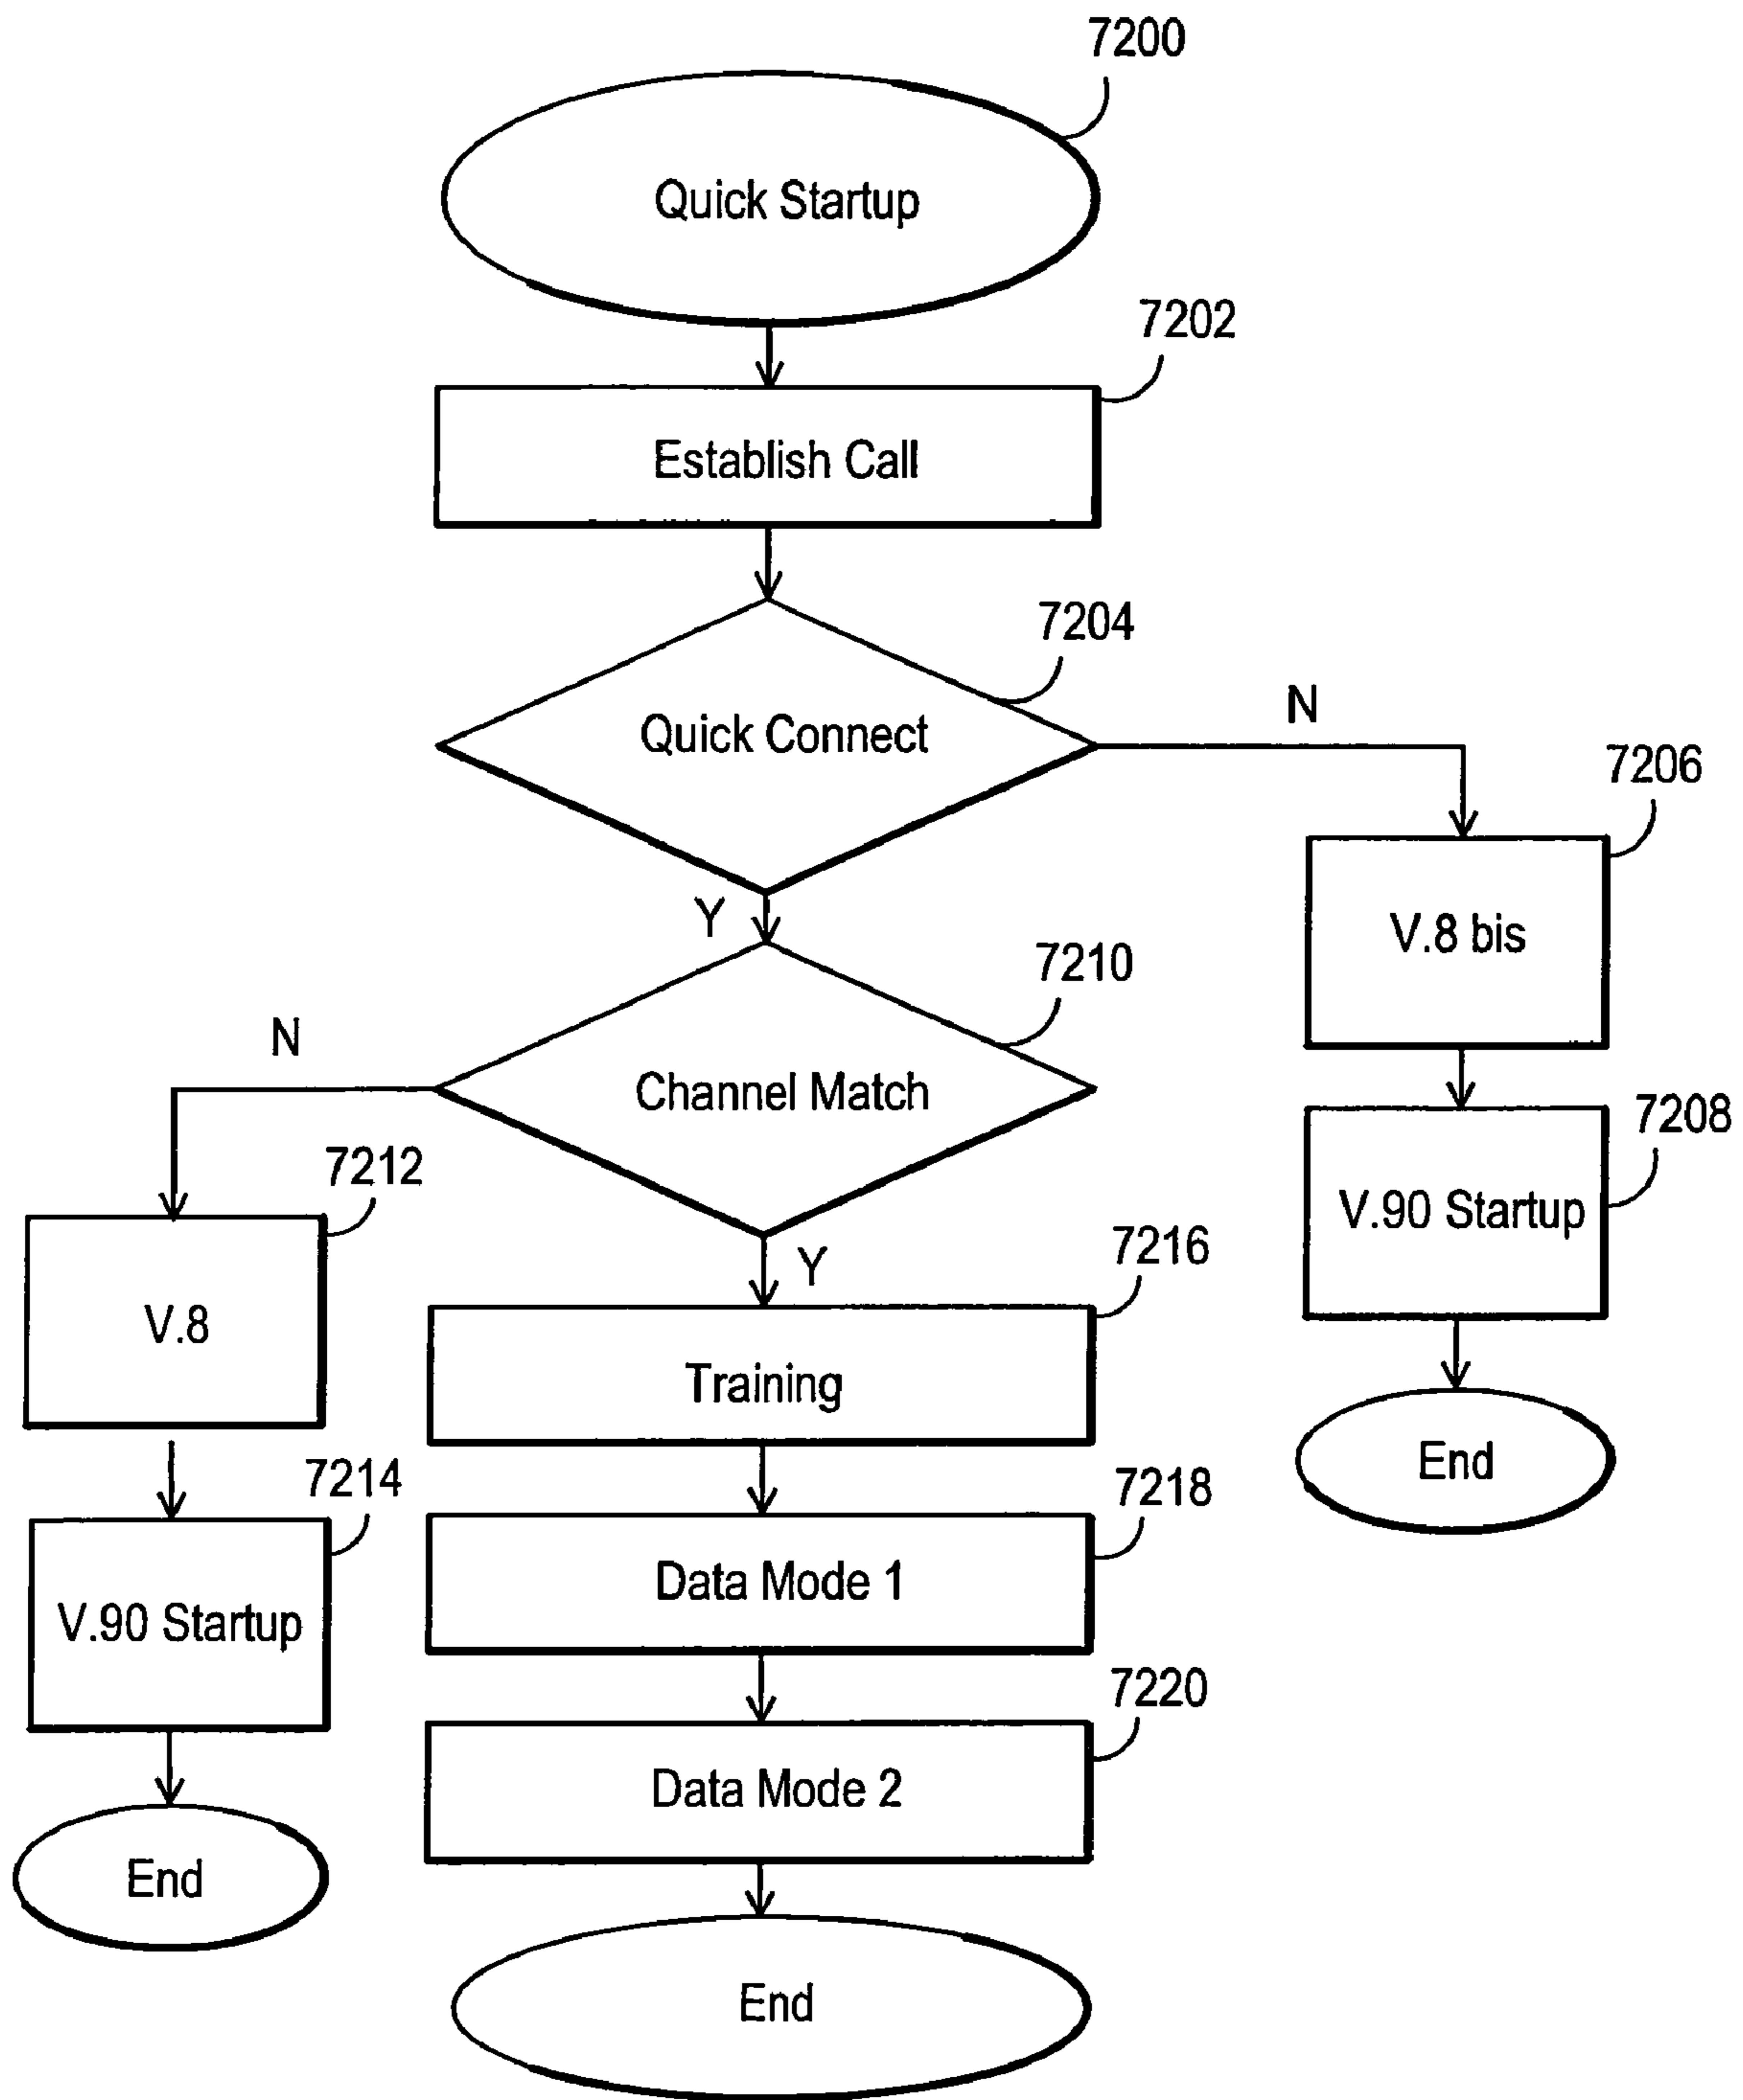 7200
Quick Startup
7202
Establish Call
7204
Quick Connect
N
7206
V.8 bis
Y
7210
N
Channel Match
7208
V.90 Startup
7212
V.8
Y
7216
Training
End
7214
V.90 Startup
7218
Data Mode 1
7220
Data Mode 2
End
End